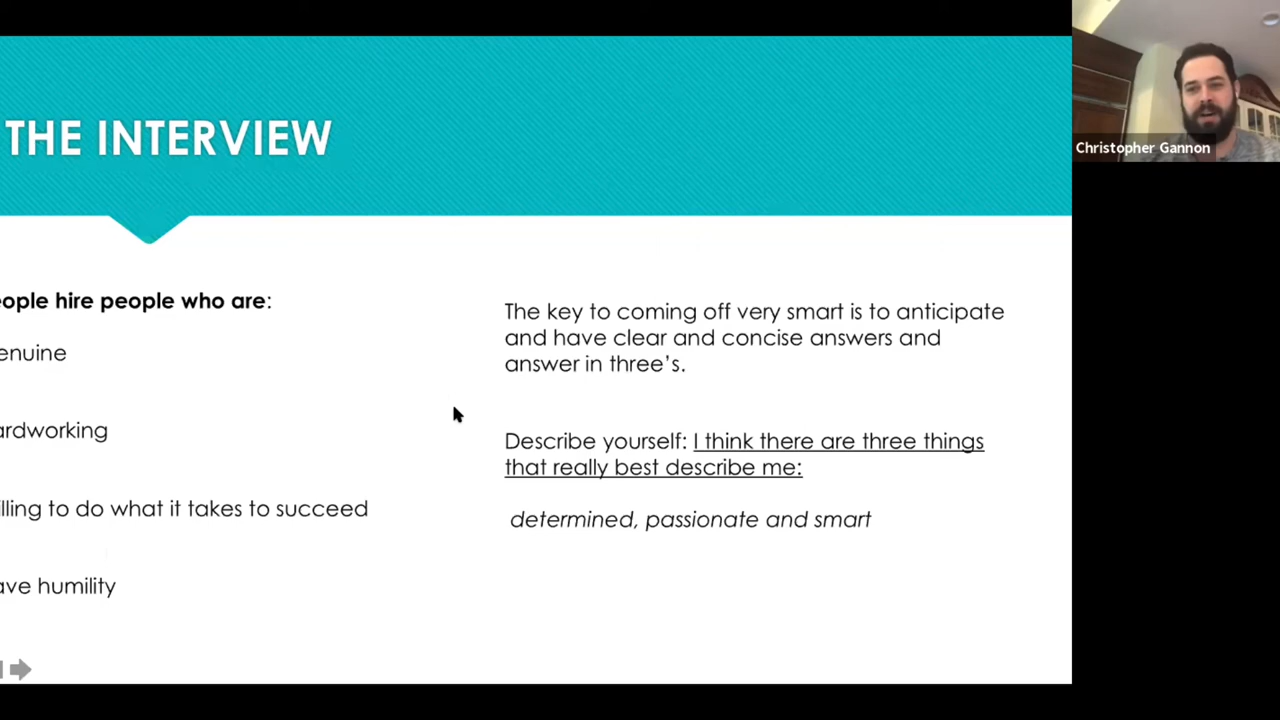 THE INTERVIEW
Christopher Gannon
eople hire people who are:
enuine
ardworking
illing to do what it takes to succeed
ave humility
The key to coming off very smart is to anticipate
and have clear and concise answers and
answer in three’s.
Describe yourself: I think there are three things
that really best describe me:
determined, passionate and smart